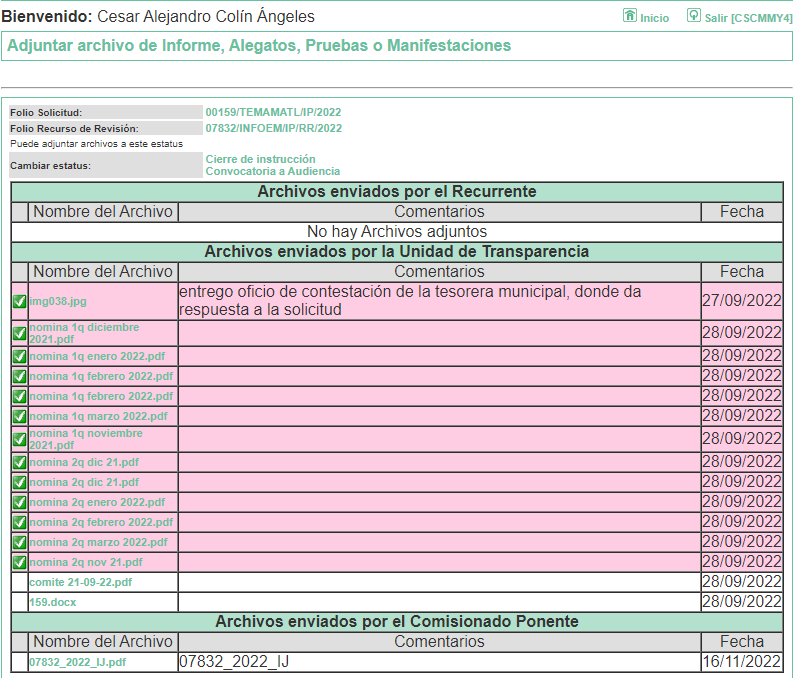 Bienvenido: Cesar Alejandro Colín Ángeles
Inicio Salir [CSCMMY4]
Adjuntar archivo de Informe, Alegatos, Pruebas o Manifestaciones
Folio Solicitud: 00159/TEMAMATL/IP/2022
Folio Recurso de Revisión: 07832/INFOEM/IP/RR/2022
Puede adjuntar archivos a este estatus
Cambiar estatus: Cierre de instrucción
Convocatoria a Audiencia
Archivos enviados por el Recurrente
Nombre del Archivo Comentarios Fecha
No hay Archivos adjuntos
Archivos enviados por la Unidad de Transparencia
Nombre del Archivo Comentarios Fecha
img038.jpg entrego oficio de contestación de la tesorera municipal, donde da respuesta a la solicitud 27/09/2022
nomina 1q diciembre 2021.pdf 28/09/2022
nomina 1q enero 2022.pdf 28/09/2022
nomina 1q febrero 2022.pdf 28/09/2022
nomina 1q febrero 2022.pdf 28/09/2022
nomina 1q marzo 2022.pdf 28/09/2022
nomina 1q noviembre 2021.pdf 28/09/2022
nomina 2q dic 21.pdf 28/09/2022
nomina 2q dic 21.pdf 28/09/2022
nomina 2q enero 2022.pdf 28/09/2022
nomina 2q febrero 2022.pdf 28/09/2022
nomina 2q marzo 2022.pdf 28/09/2022
nomina 2q nov 21.pdf 28/09/2022
comite 21-09-22.pdf 28/09/2022
159.docx 28/09/2022
Archivos enviados por el Comisionado Ponente
Nombre del Archivo Comentarios Fecha
07832_2022_IJ.pdf 07832_2022_IJ 16/11/2022